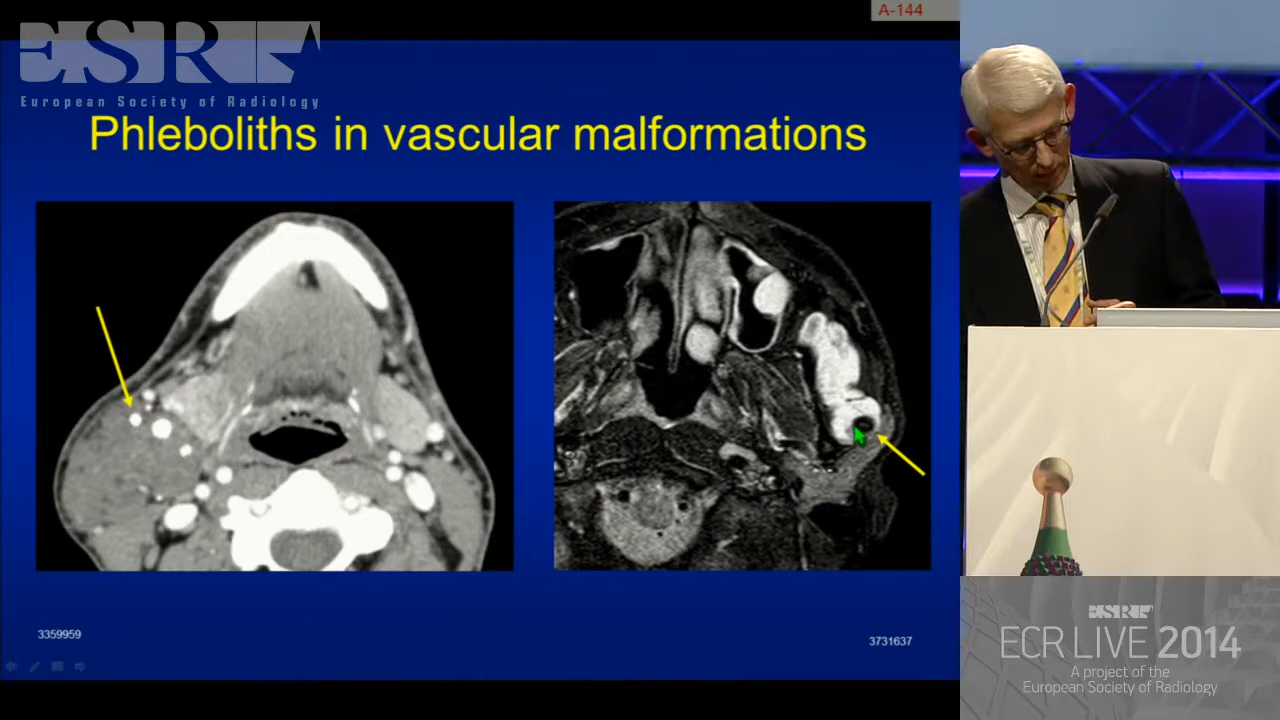 A-144
ESR
European Society of Radiology
Phleboliths in vascular malformations
3359959
3731637
ESR
ECR LIVE 2014
A project of the
European Society of Radiology